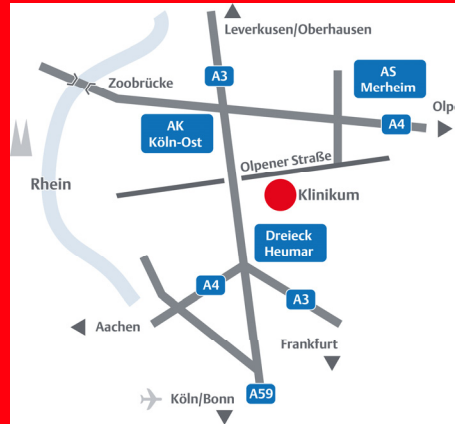 Leverkusen/Oberhausen
A3
AS
Merheim
Zoobrücke
Olpe
A4
AK
Köln-Ost
Olpener Straße
Rhein
Klinikum
Dreieck
Heumar
A4
A3
Aachen
Frankfurt
A59
Köln/Bonn